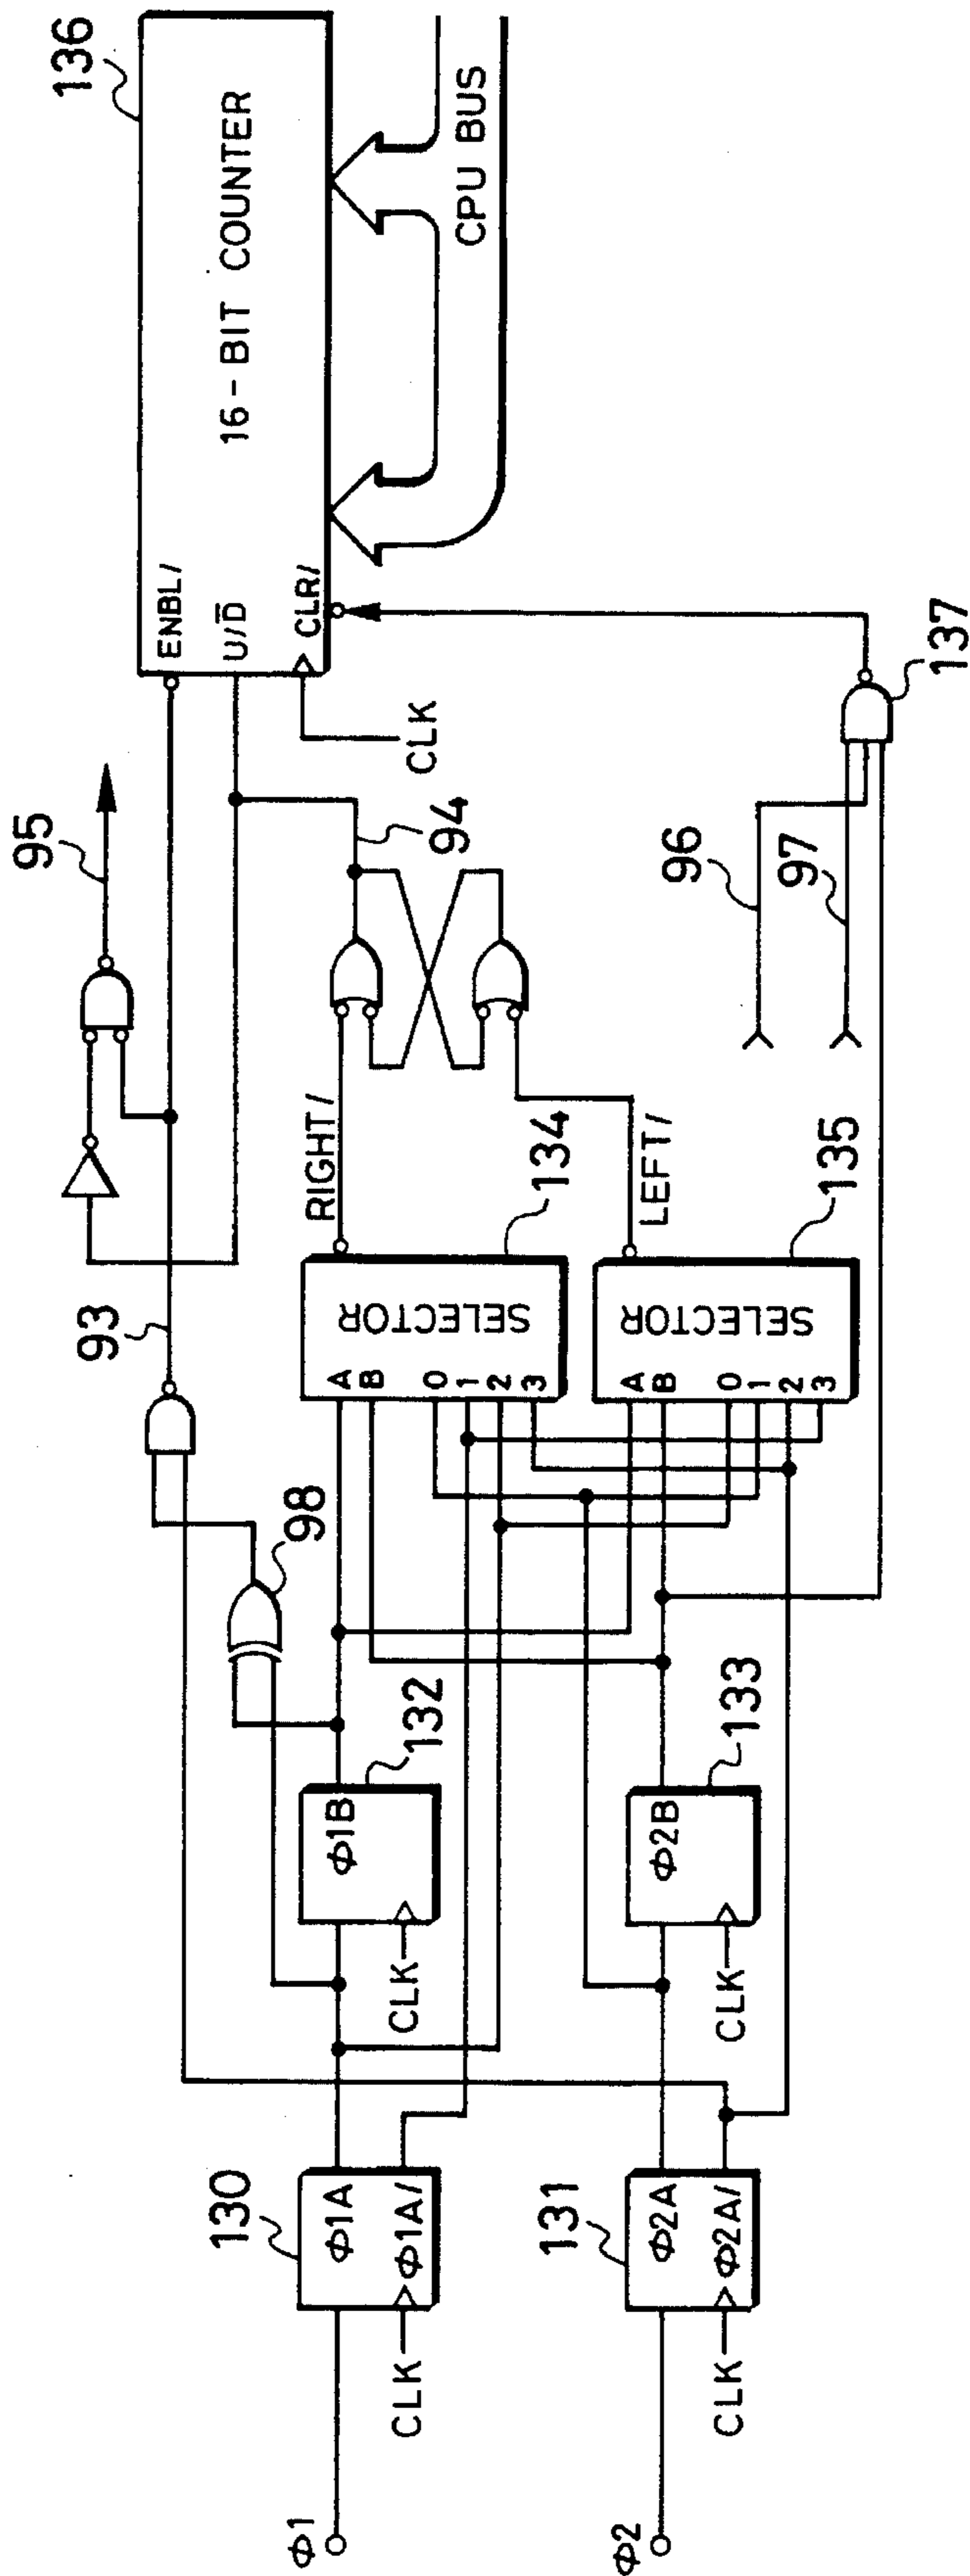 136
16-BIT COUNTER
ENBL/
U/D̅
CLR/
CLK
CPU BUS
95
94
96
97
137
93
RIGHT/
134
LEFT/
135
SELECTOR
A
B
0
1
2
3
SELECTOR
A
B
0
1
2
3
98
132
Φ1B
CLK
133
Φ2B
CLK
130
Φ1A
Φ1A/
CLK
131
Φ2A
Φ2A/
CLK
Φ1
Φ2